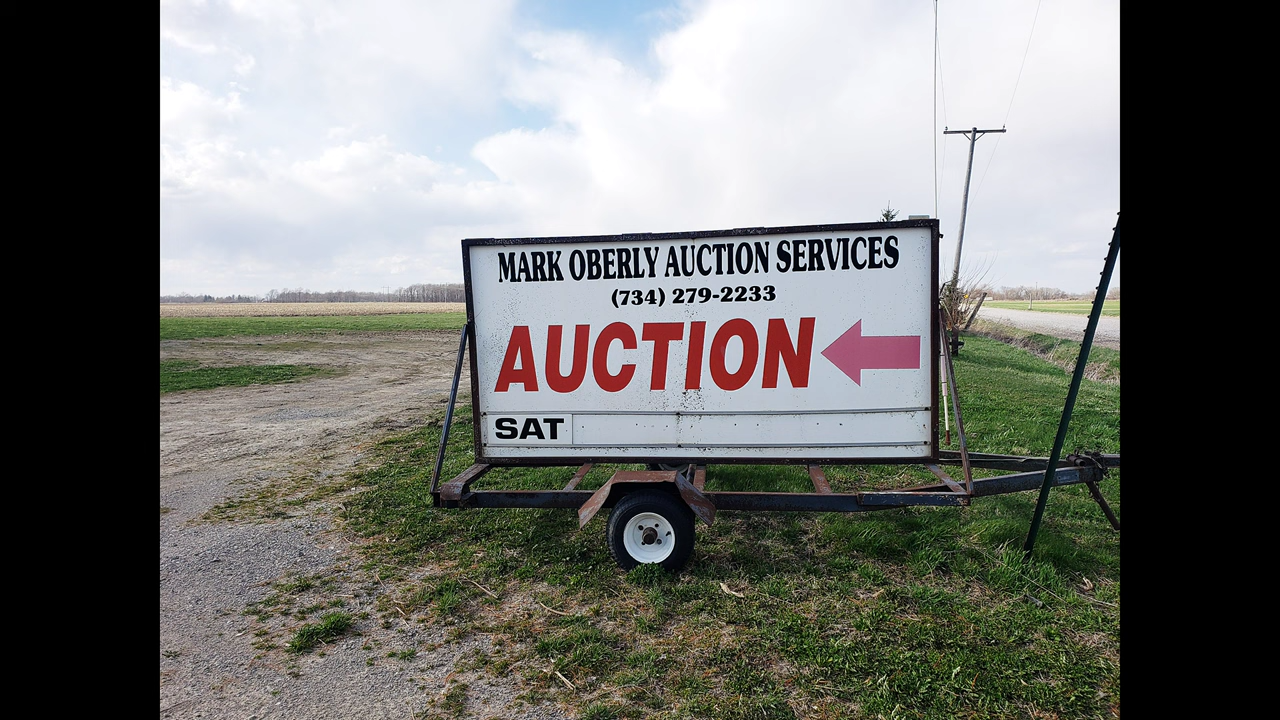 MARK OBERLY AUCTION SERVICES
(734) 279-2233
AUCTION
SAT